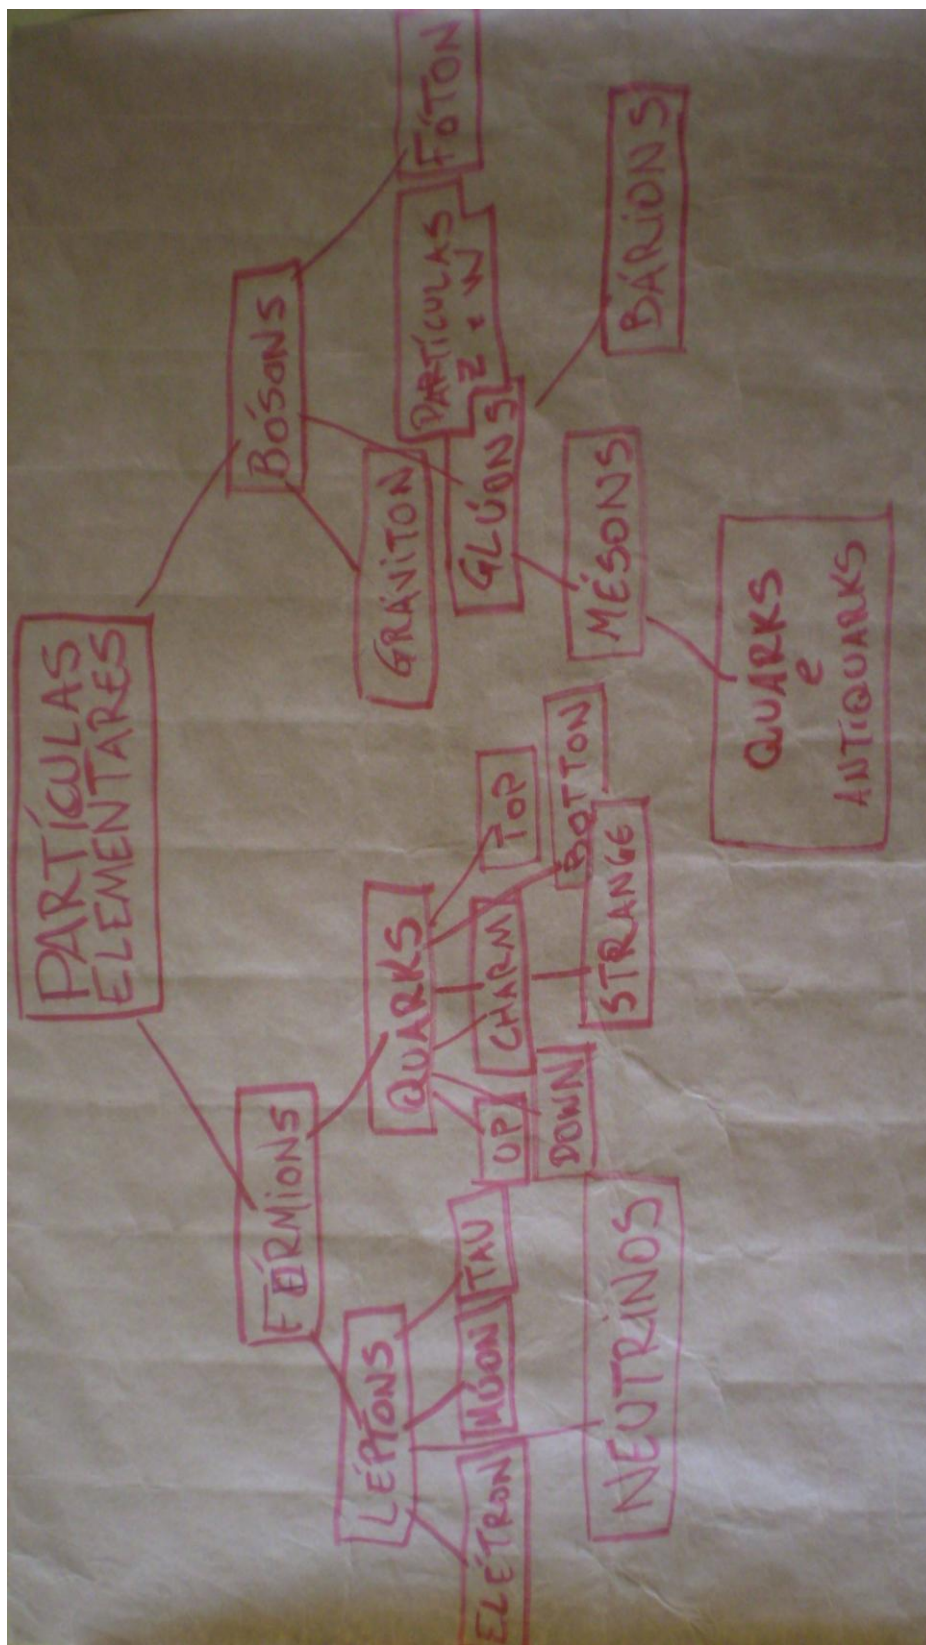 PARTÍCULAS
ELEMENTARES
FÉRMIONS
BÓSONS
LÉPTONS
QUARKS
GRÁVITON
PARTÍCULAS
Z e W
FÓTON
ELÉTRON
MÚON
TAU
UP
CHARM
TOP
GLÚONS
NEUTRINOS
DOWN
STRANGE
BOTTON
MÉSONS
BÁRIONS
QUARKS
e
ANTIQUARKS